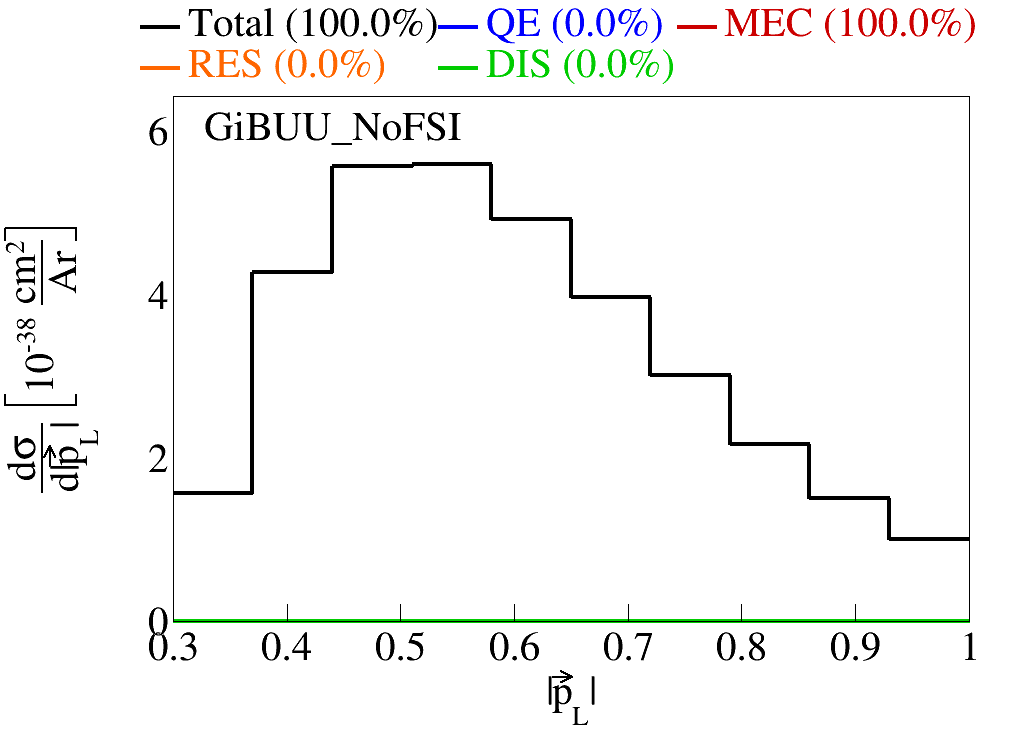 Total (100.0%) QE (0.0%) MEC (100.0%)
RES (0.0%) DIS (0.0%)
GiBUU_NoFSI
6
4
2
0
dσ/d|p⃗_L| [10⁻³⁸ cm²/Ar]
0.3 0.4 0.5 0.6 0.7 0.8 0.9 1
|p⃗_L|